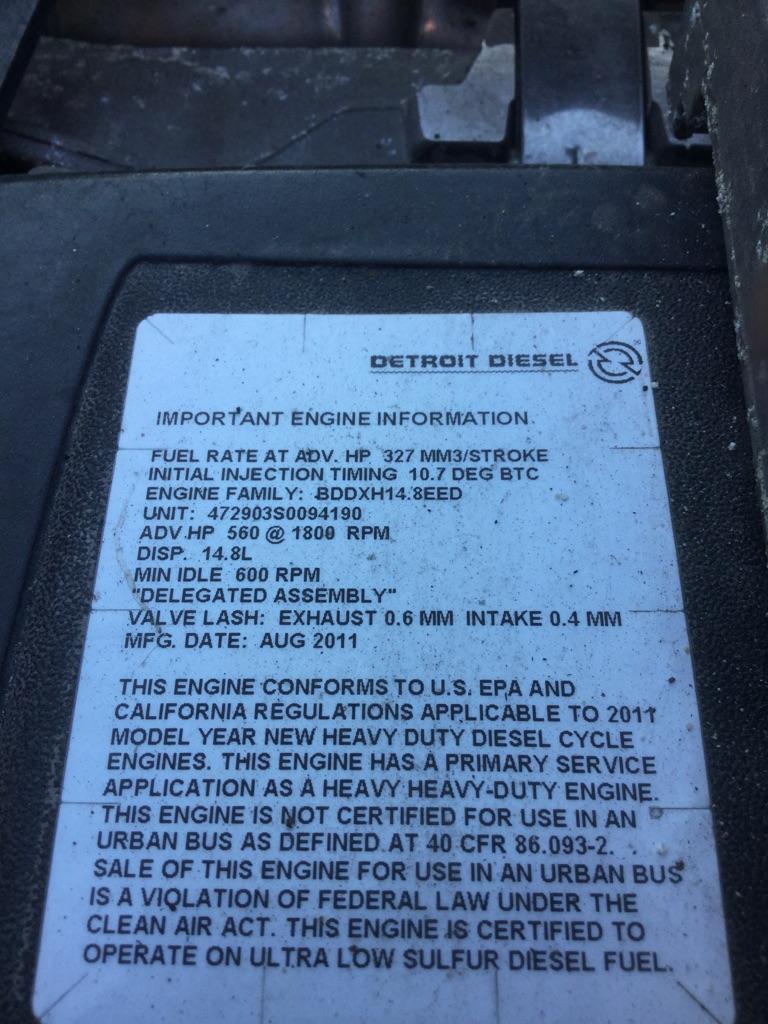 DETROIT DIESEL
IMPORTANT ENGINE INFORMATION
FUEL RATE AT ADV. HP 327 MM3/STROKE
INITIAL INJECTION TIMING 10.7 DEG BTC
ENGINE FAMILY: BDDXH14.8EED
UNIT: 472903S0094190
ADV.HP 560 @ 1800 RPM
DISP. 14.8L
MIN IDLE 600 RPM
"DELEGATED ASSEMBLY"
VALVE LASH: EXHAUST 0.6 MM INTAKE 0.4 MM
MFG. DATE: AUG 2011
THIS ENGINE CONFORMS TO U.S. EPA AND
CALIFORNIA REGULATIONS APPLICABLE TO 2011
MODEL YEAR NEW HEAVY DUTY DIESEL CYCLE
ENGINES. THIS ENGINE HAS A PRIMARY SERVICE
APPLICATION AS A HEAVY HEAVY-DUTY ENGINE.
THIS ENGINE IS NOT CERTIFIED FOR USE IN AN
URBAN BUS AS DEFINED AT 40 CFR 86.093-2.
SALE OF THIS ENGINE FOR USE IN AN URBAN BUS
IS A VIOLATION OF FEDERAL LAW UNDER THE
CLEAN AIR ACT. THIS ENGINE IS CERTIFIED TO
OPERATE ON ULTRA LOW SULFUR DIESEL FUEL.